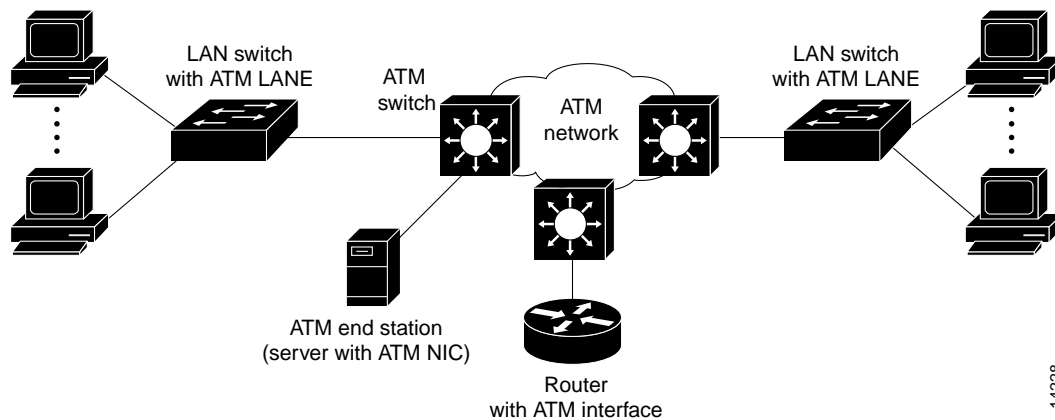 LAN switch
with ATM LANE
ATM
switch
ATM
network
LAN switch
with ATM LANE
ATM end station
(server with ATM NIC)
Router
with ATM interface